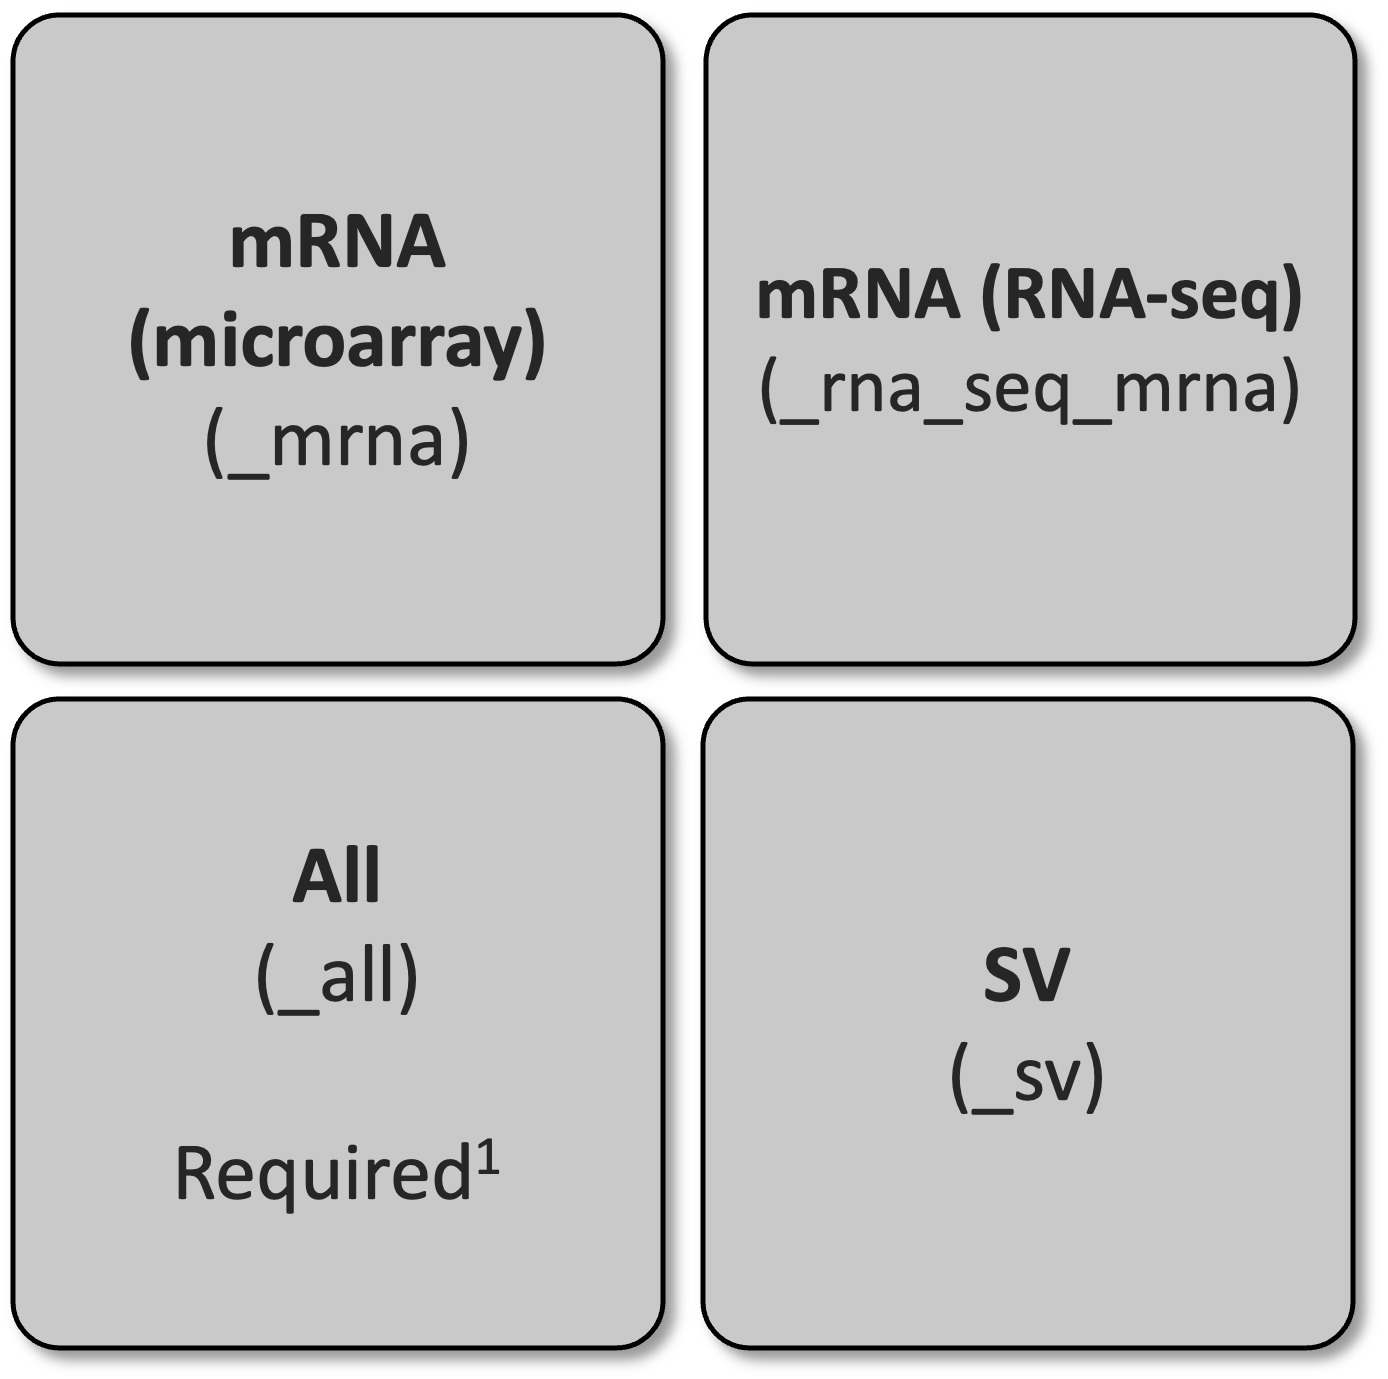 mRNA
(microarray)
(_mrna)
mRNA (RNA-seq)
(_rna_seq_mrna)
All
(_all)
Required¹
SV
(_sv)